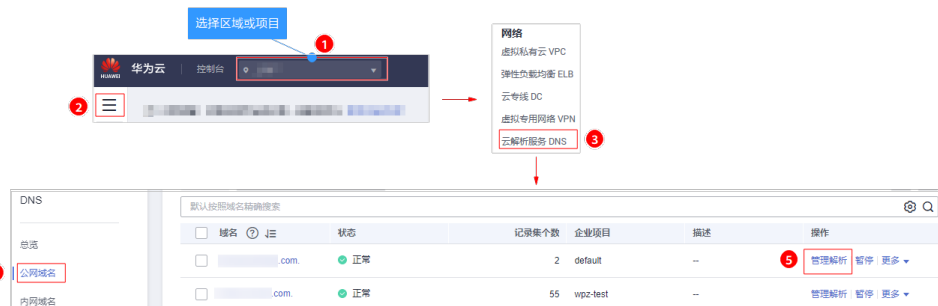 选择区域或项目
1
HUAWEI 华为云 控制台
2
网络
虚拟私有云 VPC
弹性负载均衡 ELB
云专线 DC
虚拟专用网络 VPN
云解析服务 DNS
3
DNS
总览
公网域名
内网域名
默认按照域名精确搜索
域名 状态 记录集个数 企业项目 描述 操作
.com. 正常 2 default -- 5 管理解析 暂停 更多
.com. 正常 55 wpz-test -- 管理解析 暂停 更多